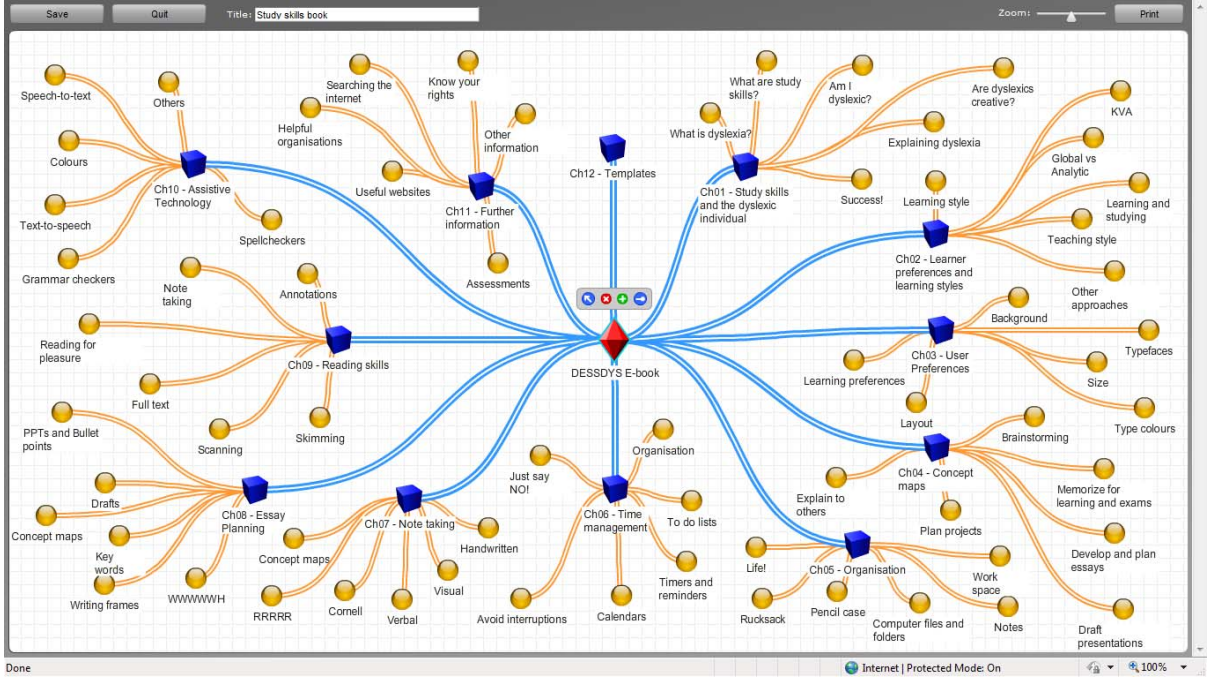 Save
Quit
Title: Study skills book
Zoom:
Print
Speech-to-text
Others
Colours
Ch10 - Assistive
Technology
Text-to-speech
Spellcheckers
Grammar checkers
Searching the
internet
Know your
rights
Helpful
organisations
Other
information
Useful websites
Ch11 - Further
information
Assessments
Ch12 - Templates
What are study
skills?
Am I
dyslexic?
Are dyslexics
creative?
What is dyslexia?
Explaining dyslexia
Ch01 - Study skills
and the dyslexic
individual
Success!
KVA
Global vs
Analytic
Learning style
Learning and
studying
Teaching style
Ch02 - Learner
preferences and
learning styles
Other
approaches
Note
taking
Annotations
Reading for
pleasure
Ch09 - Reading skills
Full text
Scanning
Skimming
DESSDYS E-book
Background
Typefaces
Ch03 - User
Preferences
Learning preferences
Size
Layout
Type colours
PPTs and Bullet
points
Drafts
Ch08 - Essay
Planning
Concept maps
Key
words
Writing frames
WWWWWH
Ch07 - Note taking
Concept maps
Handwritten
RRRRR
Cornell
Verbal
Visual
Just say
NO!
Organisation
Ch06 - Time
management
To do lists
Timers and
reminders
Avoid interruptions
Calendars
Brainstorming
Ch04 - Concept
maps
Explain to
others
Memorize for
learning and exams
Plan projects
Develop and plan
essays
Draft
presentations
Life!
Ch05 - Organisation
Work
space
Rucksack
Pencil case
Computer files and
folders
Notes
Done
Internet | Protected Mode: On
100%